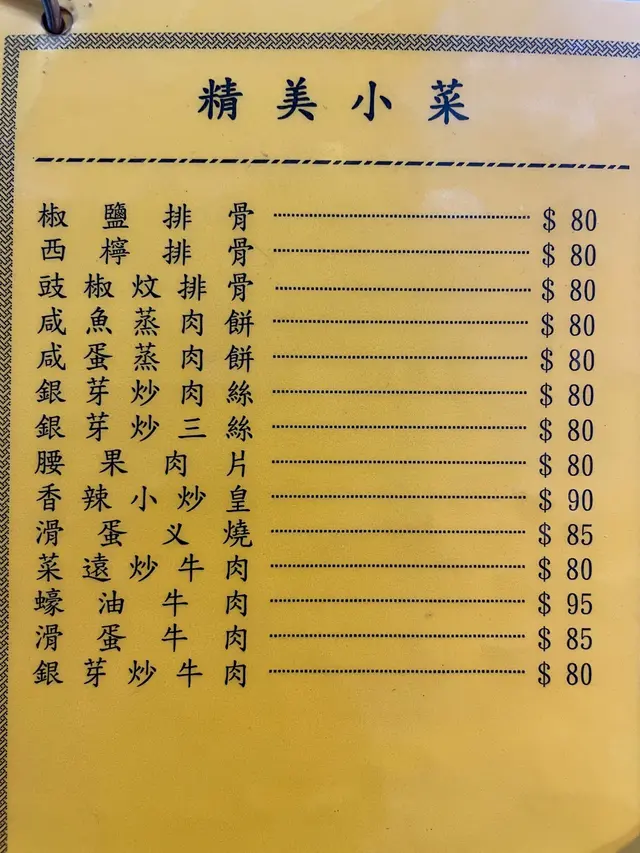 精美小菜
椒鹽排骨 $ 80
西檸排骨 $ 80
豉椒炆排骨 $ 80
咸魚蒸肉餅 $ 80
咸蛋蒸肉餅 $ 80
銀芽炒肉絲 $ 80
銀芽炒三絲 $ 80
腰果肉片 $ 80
香辣小炒皇 $ 90
滑蛋义燒 $ 85
菜遠炒牛肉 $ 80
蠔油牛肉 $ 95
滑蛋牛肉 $ 85
銀芽炒牛肉 $ 80